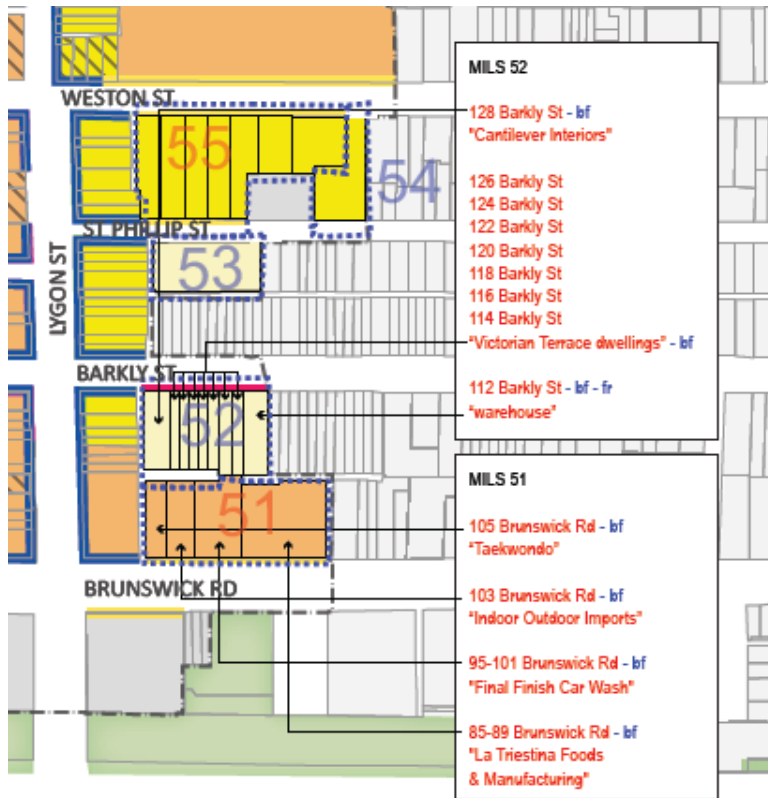 WESTON ST
55
54
ST PHILLIP ST
53
LYGON ST
BARKLY ST
52
51
BRUNSWICK RD
MILS 52
128 Barkly St - bf
"Cantilever Interiors"
126 Barkly St
124 Barkly St
122 Barkly St
120 Barkly St
118 Barkly St
116 Barkly St
114 Barkly St
"Victorian Terrace dwellings" - bf
112 Barkly St - bf - fr
"warehouse"
MILS 51
105 Brunswick Rd - bf
"Taekwondo"
103 Brunswick Rd - bf
"Indoor Outdoor Imports"
95-101 Brunswick Rd - bf
"Final Finish Car Wash"
85-89 Brunswick Rd - bf
"La Triestina Foods
& Manufacturing"